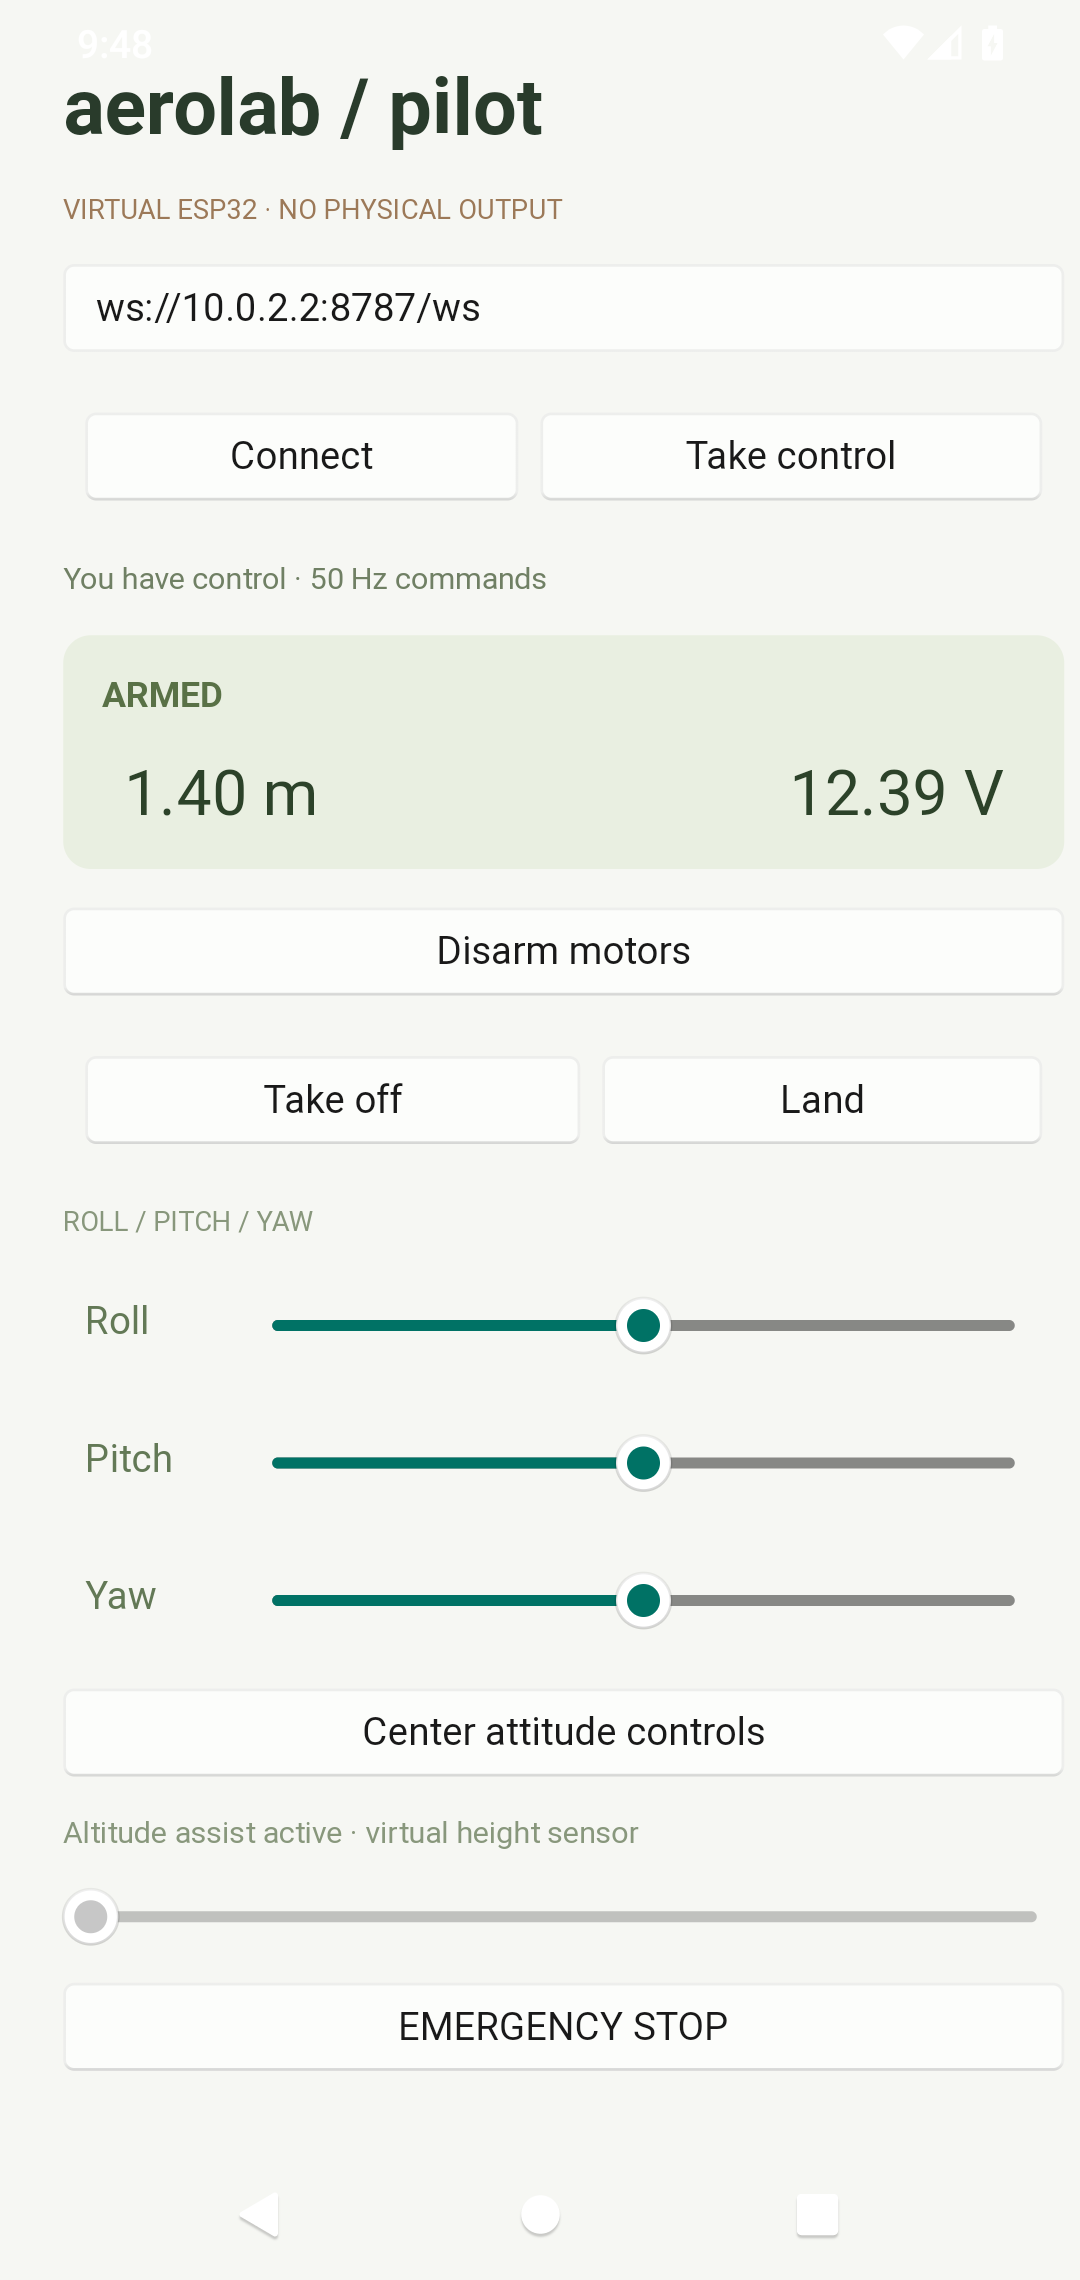 9:48
aerolab / pilot
VIRTUAL ESP32 · NO PHYSICAL OUTPUT
ws://10.0.2.2:8787/ws
Connect
Take control
You have control · 50 Hz commands
ARMED
1.40 m
12.39 V
Disarm motors
Take off
Land
ROLL / PITCH / YAW
Roll
Pitch
Yaw
Center attitude controls
Altitude assist active · virtual height sensor
EMERGENCY STOP